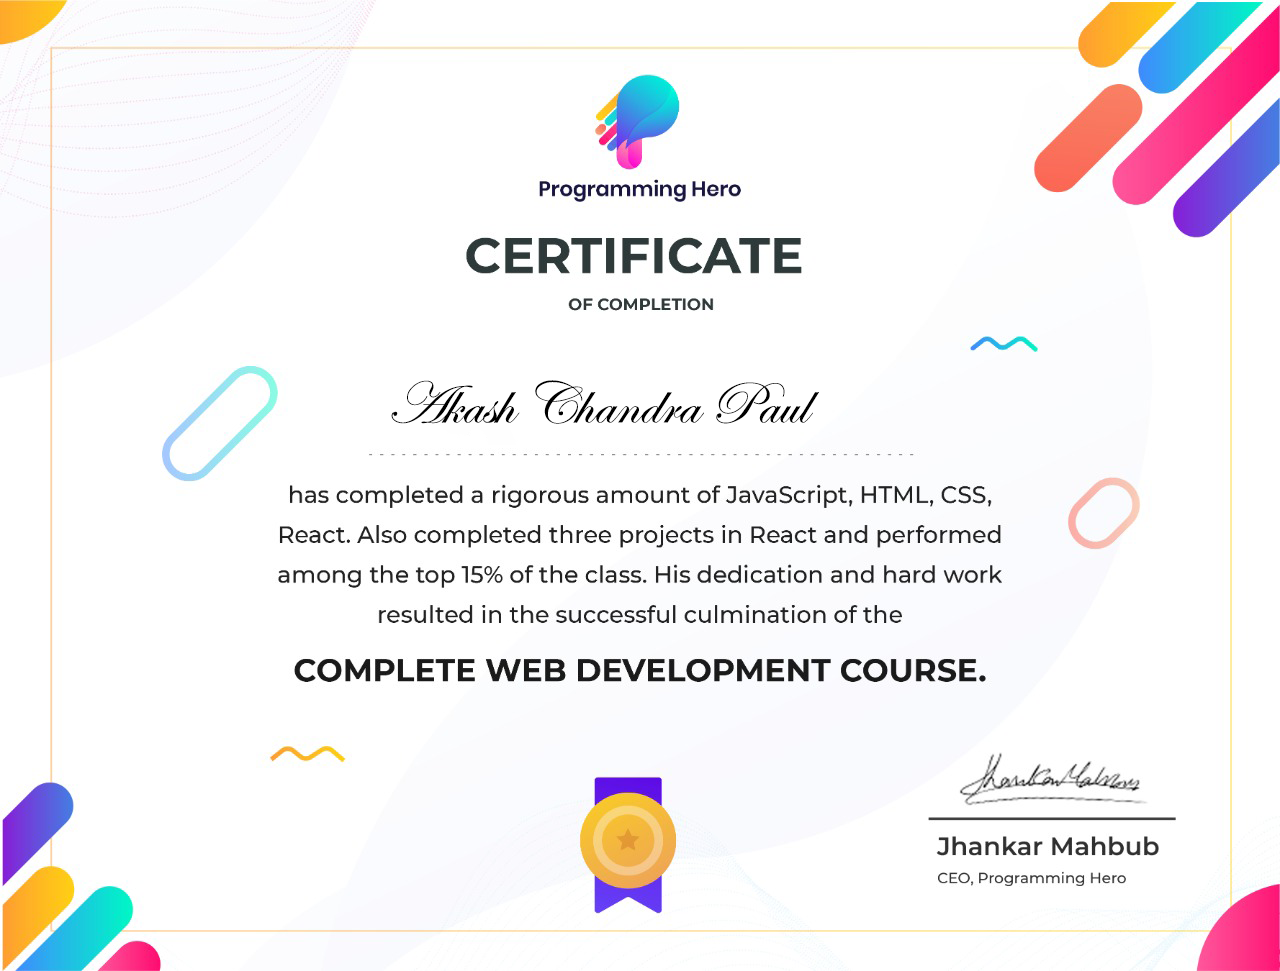 Programming Hero
CERTIFICATE
OF COMPLETION
Akash Chandra Paul
has completed a rigorous amount of JavaScript, HTML, CSS,
React. Also completed three projects in React and performed
among the top 15% of the class. His dedication and hard work
resulted in the successful culmination of the
COMPLETE WEB DEVELOPMENT COURSE.
Jhankar Mahbub
Jhankar Mahbub
CEO, Programming Hero